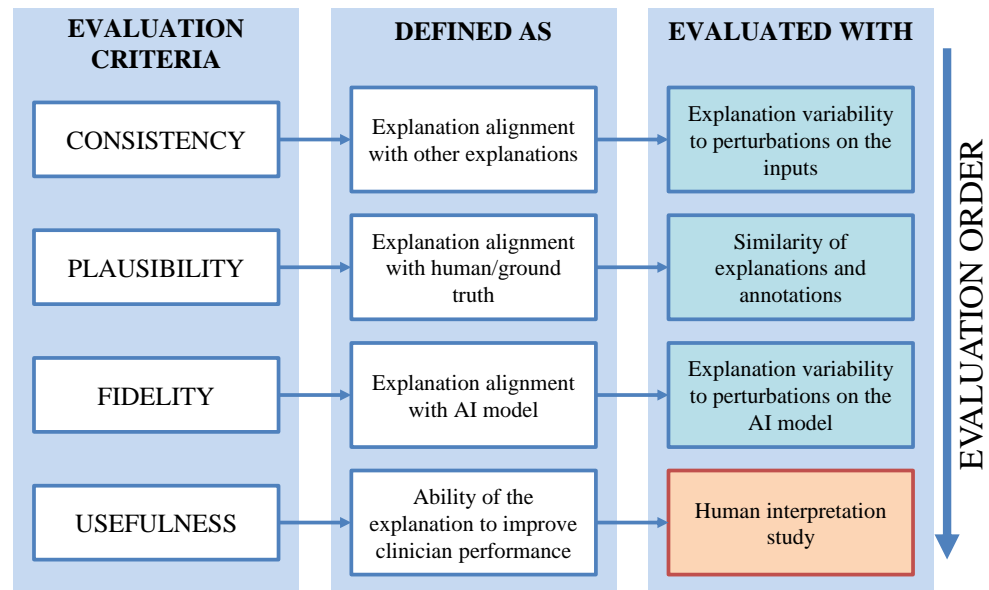 EVALUATION
CRITERIA
DEFINED AS
EVALUATED WITH
CONSISTENCY
Explanation alignment
with other explanations
Explanation variability
to perturbations on the
inputs
PLAUSIBILITY
Explanation alignment
with human/ground
truth
Similarity of
explanations and
annotations
FIDELITY
Explanation alignment
with AI model
Explanation variability
to perturbations on the
AI model
USEFULNESS
Ability of the
explanation to improve
clinician performance
Human interpretation
study
EVALUATION ORDER